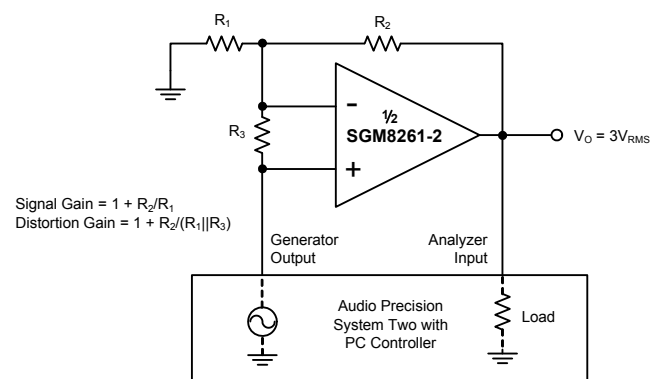 R1
R2
R3
–
½
SGM8261-2
+
VO = 3VRMS
Signal Gain = 1 + R2/R1
Distortion Gain = 1 + R2/(R1||R3)
Generator
Output
Analyzer
Input
Audio Precision
System Two with
PC Controller
Load